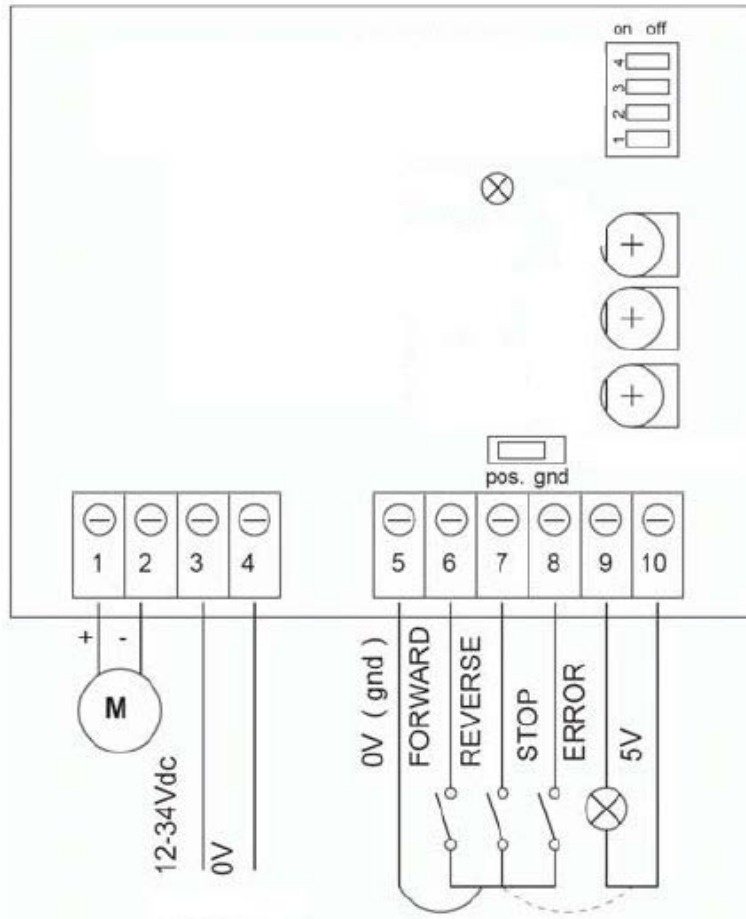 on off
4
3
2
1
pos. gnd
1 2 3 4
5 6 7 8 9 10
+ -
M
12-34Vdc
0V
0V ( gnd )
FORWARD
REVERSE
STOP
ERROR
5V